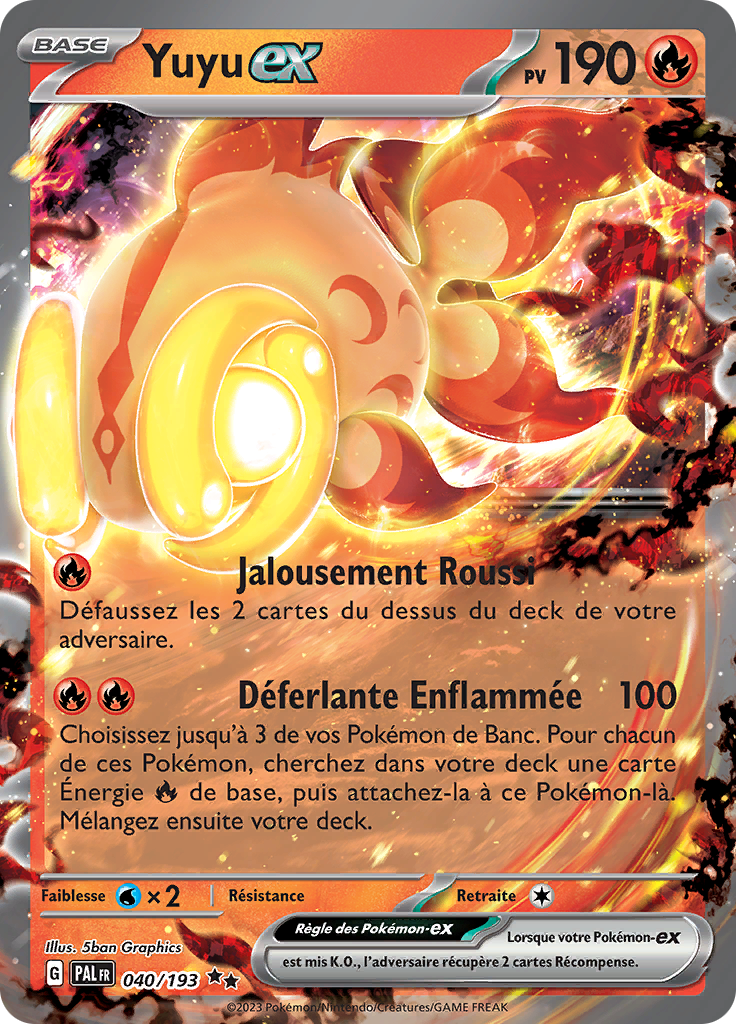 BASE
Yuyu ex
PV 190
Jalousement Roussi
Défaussez les 2 cartes du dessus du deck de votre
adversaire.
Déferlante Enflammée 100
Choisissez jusqu'à 3 de vos Pokémon de Banc. Pour chacun
de ces Pokémon, cherchez dans votre deck une carte
Énergie de base, puis attachez-la à ce Pokémon-là.
Mélangez ensuite votre deck.
Faiblesse ×2 Résistance Retraite
Illus. 5ban Graphics
G PAL FR 040/193
Règle des Pokémon-ex
Lorsque votre Pokémon-ex
est mis K.O., l'adversaire récupère 2 cartes Récompense.
©2023 Pokémon/Nintendo/Creatures/GAME FREAK